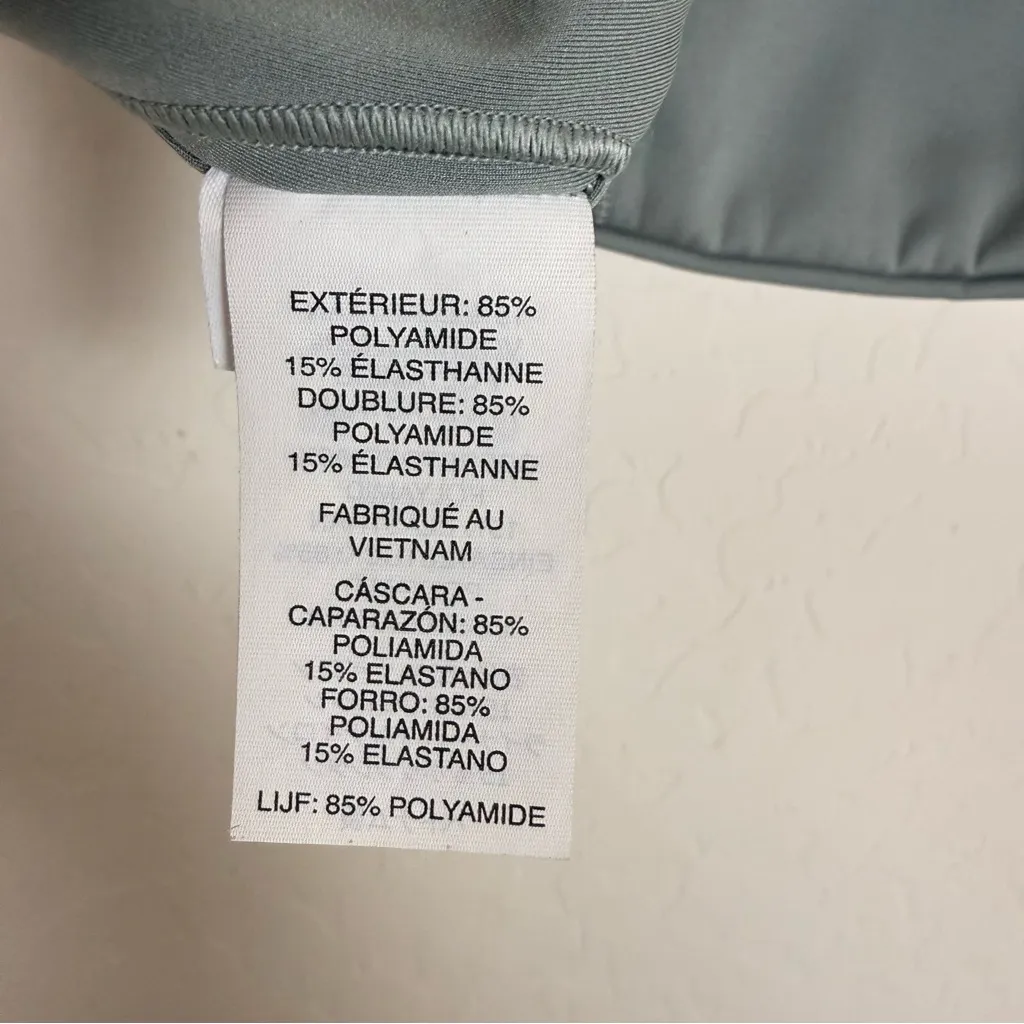 EXTÉRIEUR: 85%
POLYAMIDE
15% ÉLASTHANNE
DOUBLURE: 85%
POLYAMIDE
15% ÉLASTHANNE
FABRIQUÉ AU
VIETNAM
CÁSCARA -
CAPARAZÓN: 85%
POLIAMIDA
15% ELASTANO
FORRO: 85%
POLIAMIDA
15% ELASTANO
LIJF: 85% POLYAMIDE